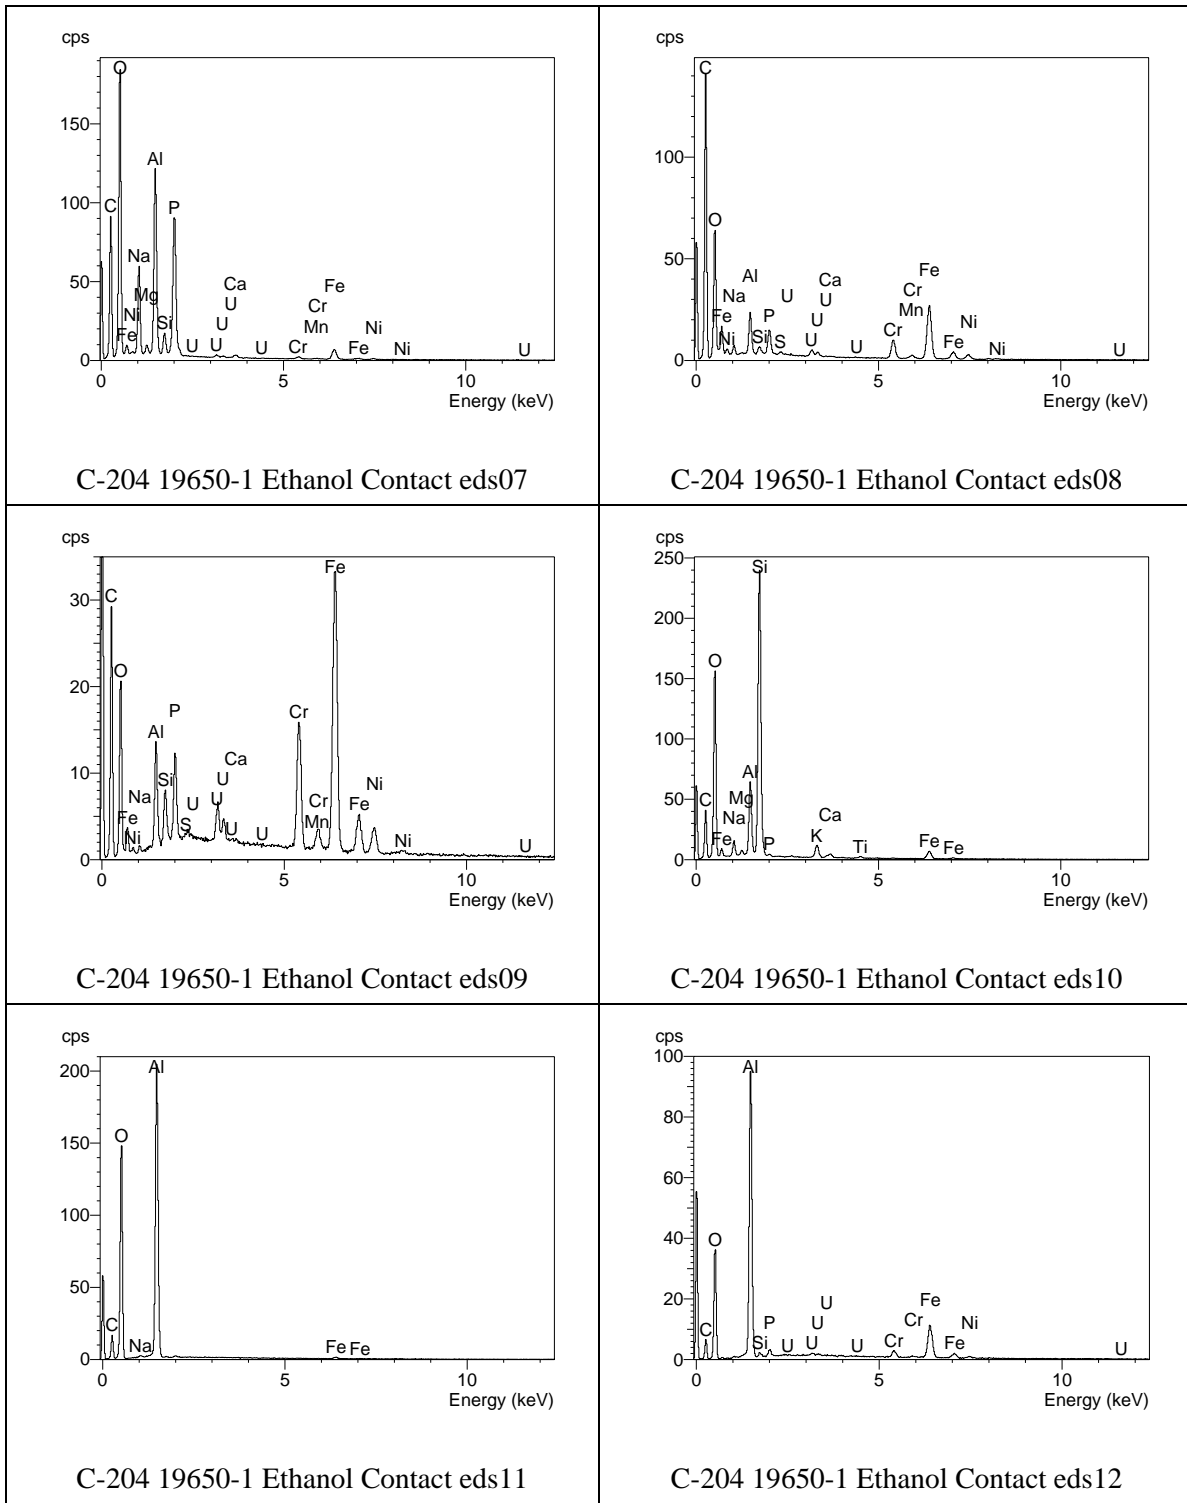 cps
O
150
Al
100
C
P
Na
50
Mg
Ca
Fe
U
Ni
Si
Fe
U
Cr
Mn
Ni
U
U
U
Cr
Fe
Ni
U
0
0
5
10
Energy (keV)
C-204 19650-1 Ethanol Contact eds07
cps
C
100
O
50
Fe
Na
Al
P
U
Ca
U
Cr
Mn
Fe
Ni
Ni
Si
S
U
U
U
Cr
Fe
Ni
U
0
0
5
10
Energy (keV)
C-204 19650-1 Ethanol Contact eds08
cps
Fe
30
C
O
20
P
Al
Cr
10
Na
Si
U
U
Ca
Ni
Fe
U
Cr
Fe
Ni
S
U
U
Mn
Ni
U
0
0
5
10
Energy (keV)
C-204 19650-1 Ethanol Contact eds09
cps
250
Si
200
O
150
100
Al
50
C
Mg
Na
Ca
Fe
P
K
Ti
Fe
Fe
0
0
5
10
Energy (keV)
C-204 19650-1 Ethanol Contact eds10
cps
200
Al
O
150
100
50
C
Na
Fe
Fe
0
0
5
10
Energy (keV)
C-204 19650-1 Ethanol Contact eds11
cps
100
Al
80
60
40
O
20
U
Fe
P
U
Cr
Ni
C
Si
U
U
U
Cr
Fe
U
0
0
5
10
Energy (keV)
C-204 19650-1 Ethanol Contact eds12